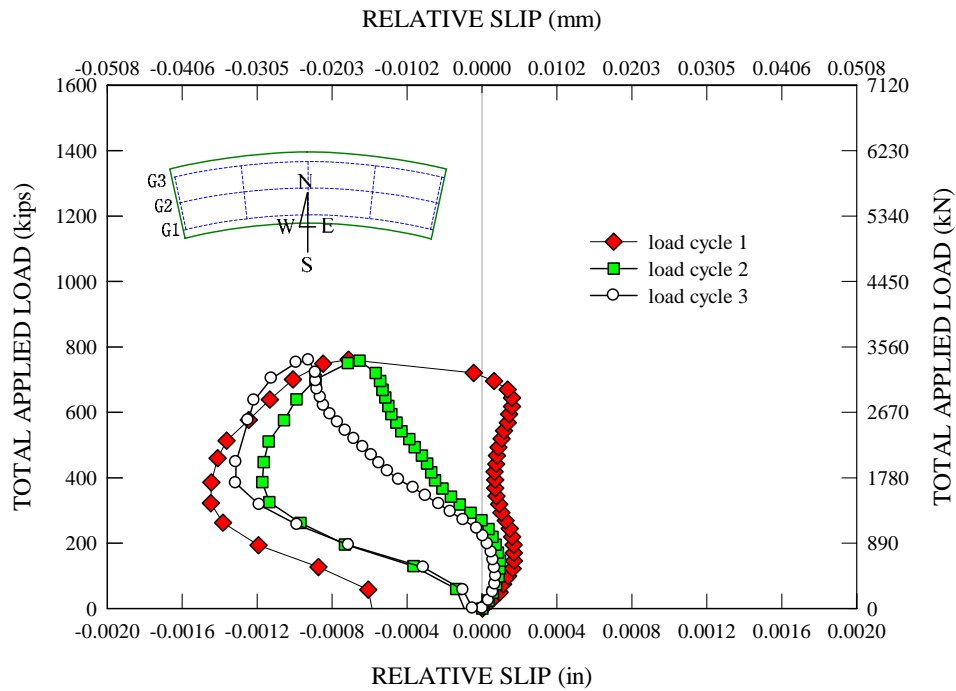 RELATIVE SLIP (mm)
-0.0508 -0.0406 -0.0305 -0.0203 -0.0102 0.0000 0.0102 0.0203 0.0305 0.0406 0.0508
1600 7120
1400 6230
1200 5340
1000 4450
800 3560
600 2670
400 1780
200 890
0 0
TOTAL APPLIED LOAD (kips)
TOTAL APPLIED LOAD (kN)
G3
G2
G1
N
W E
S
load cycle 1
load cycle 2
load cycle 3
-0.0020 -0.0016 -0.0012 -0.0008 -0.0004 0.0000 0.0004 0.0008 0.0012 0.0016 0.0020
RELATIVE SLIP (in)